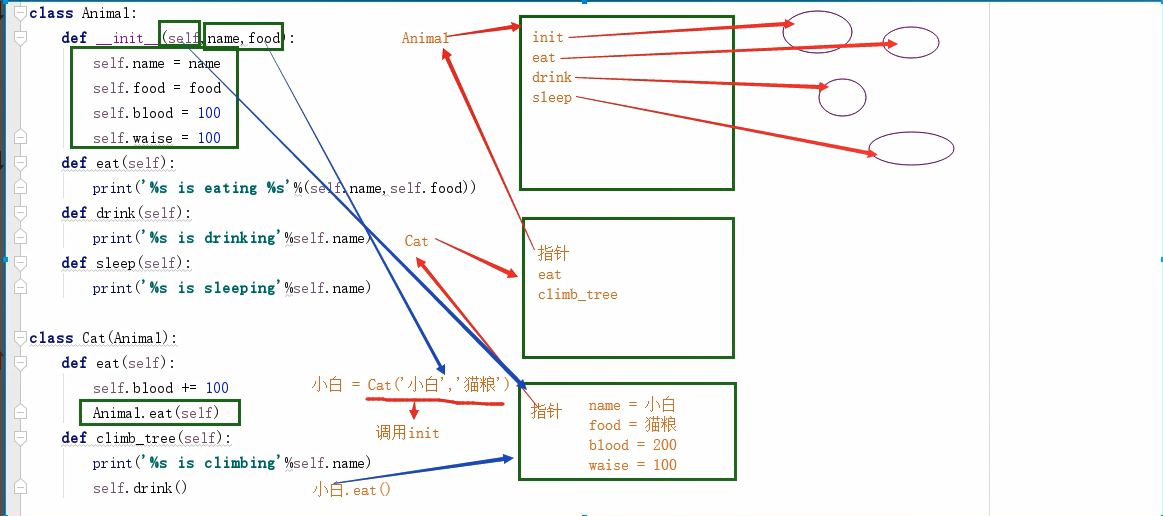 class Animal:
def __init__(self,name,food):
self.name = name
self.food = food
self.blood = 100
self.waise = 100
def eat(self):
print('%s is eating %s'%(self.name,self.food))
def drink(self):
print('%s is drinking'%self.name)
def sleep(self):
print('%s is sleeping'%self.name)
class Cat(Animal):
def eat(self):
self.blood += 100
Animal.eat(self)
def climb_tree(self):
print('%s is climbing'%self.name)
self.drink()
Animal
init
eat
drink
sleep
Cat
指针
eat
climb_tree
小白 = Cat('小白','猫粮')
调用init
小白.eat()
指针
name = 小白
food = 猫粮
blood = 200
waise = 100